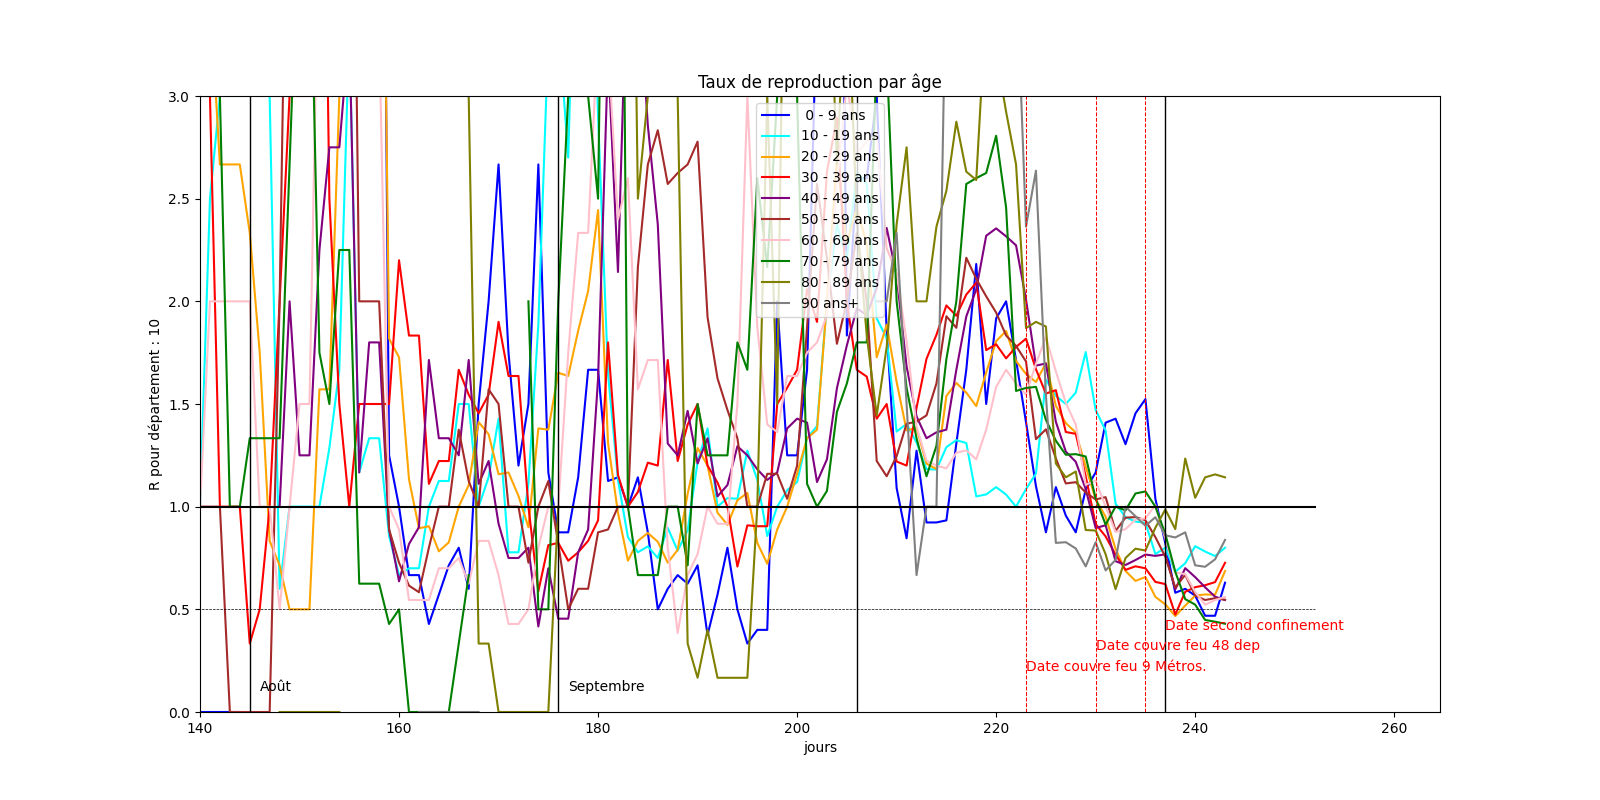 Taux de reproduction par âge
3.0
2.5
2.0
1.5
1.0
0.5
0.0
R pour département : 10
0 - 9 ans
10 - 19 ans
20 - 29 ans
30 - 39 ans
40 - 49 ans
50 - 59 ans
60 - 69 ans
70 - 79 ans
80 - 89 ans
90 ans+
Date second confinement
Date couvre feu 48 dep
Date couvre feu 9 Métros.
Août
Septembre
140 160 180 200 220 240 260
jours